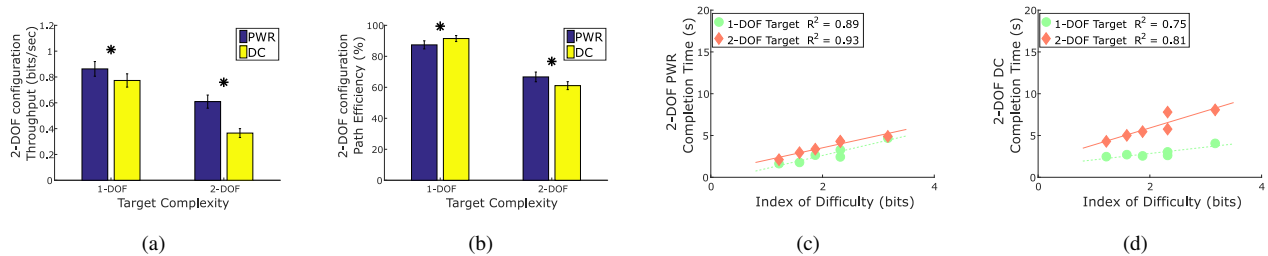 2-DOF configuration
Throughput (bits/sec)
1.2
1
0.8
0.6
0.4
0.2
0
*
*
PWR
DC
1-DOF
2-DOF
Target Complexity
(a)
2-DOF configuration
Path Efficiency (%)
100
80
60
40
20
0
*
*
PWR
DC
1-DOF
2-DOF
Target Complexity
(b)
2-DOF PWR
Completion Time (s)
20
15
10
5
0
1-DOF Target R² = 0.89
2-DOF Target R² = 0.93
0
2
4
Index of Difficulty (bits)
(c)
2-DOF DC
Completion Time (s)
20
15
10
5
0
1-DOF Target R² = 0.75
2-DOF Target R² = 0.81
0
2
4
Index of Difficulty (bits)
(d)